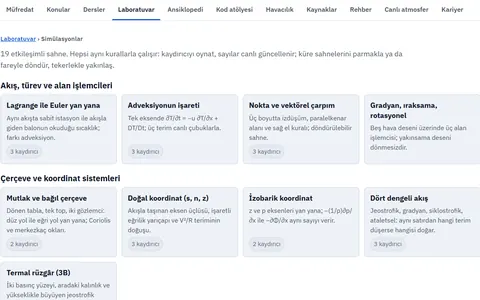 Müfredat Konular Dersler Laboratuvar Ansiklopedi Kod atölyesi Havacılık Kaynaklar Rehber Canlı atmosfer Kariyer
Laboratuvar › Simülasyonlar
19 etkileşimli sahne. Hepsi aynı kurallarla çalışır: kaydırıcıyı oynat, sayılar canlı güncellenir; küre sahnelerini parmakla ya da
fareyle döndür, tekerlekle yakınlaş.
Akış, türev ve alan işlemcileri
Lagrange ile Euler yan yana
Aynı akışta sabit istasyon ile akışla
giden balonun okuduğu sıcaklık;
farkı adveksiyon.
3 kaydırıcı
Adveksiyonun işareti
Tek eksende ∂T/∂t = −u ∂T/∂x +
DT/Dt; üç terim canlı çubuklarla.
3 kaydırıcı
Nokta ve vektörel çarpım
Üç boyutta izdüşüm, paralelkenar
alanı ve sağ el kuralı; döndürülebilir
sahne.
3 kaydırıcı
Gradyan, ıraksama,
rotasyonel
Beş hava deseni üzerinde üç alan
işlemcisi; yakınsama deseni
dönmesizdir.
Çerçeve ve koordinat sistemleri
Mutlak ve bağıl çerçeve
Dönen tabla, tek top, iki gözlemci:
düz yol ile eğri yol yan yana; Coriolis
ve merkezkaç okları.
2 kaydırıcı
Doğal koordinat (s, n, z)
Akışla taşınan eksen üçlüsü, işaretli
eğrilik yarıçapı ve V²/R teriminin
doğuşu.
3 kaydırıcı
İzobarik koordinat
z ve p eksenleri yan yana; −(1/ρ)∂p/
∂x ile −∂Φ/∂x aynı sayıyı verir.
2 kaydırıcı
Dört dengeli akış
Jeostrofik, gradyan, siklostrofik,
atalefsel: aynı satırdan hangi terim
düşerse hangisi doğar.
3 kaydırıcı
Termal rüzgâr (3B)
İki basınç yüzeyi, aradaki kalınlık ve
yükseklikle büyüyen jeostrofik